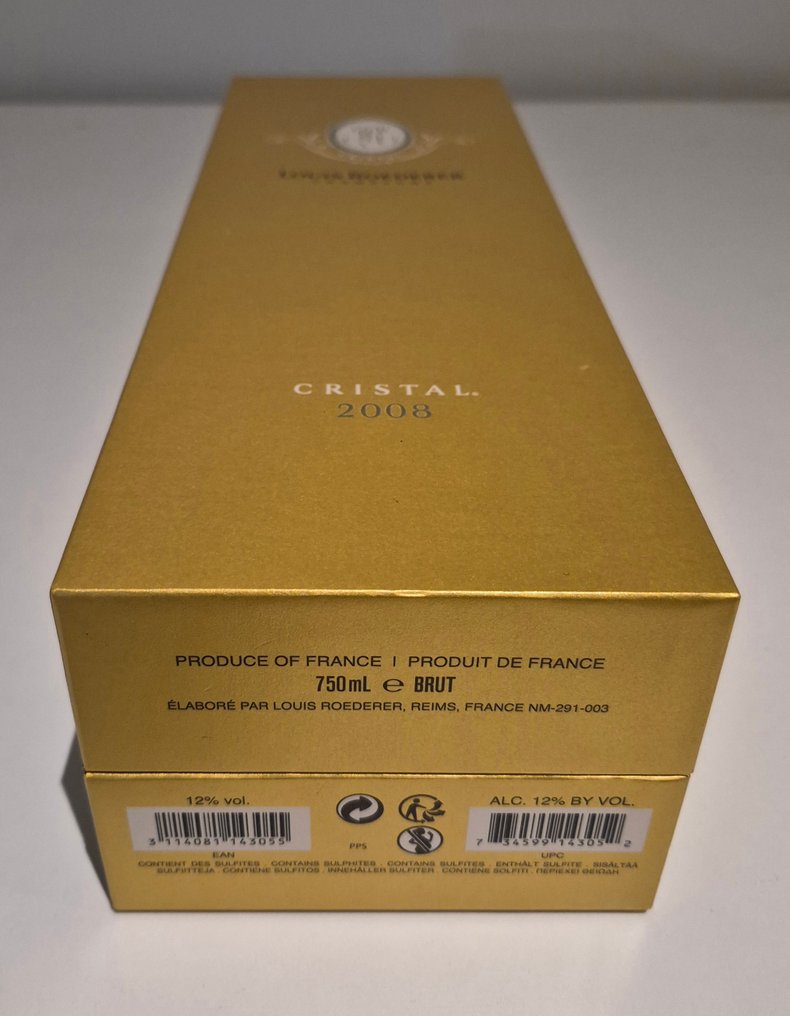 LOUIS ROEDERER
CRISTAL.
2008
PRODUCE OF FRANCE | PRODUIT DE FRANCE
750mL e BRUT
ÉLABORÉ PAR LOUIS ROEDERER, REIMS, FRANCE NM-291-003
12% vol.
ALC. 12% BY VOL.
3 114081 143055
7 34599 14305 2
PPS
EAN
UPC
CONTIENT DES SULFITES . CONTAINS SULPHITES . CONTAINS SULFITES . ENTHÄLT SULFITE . SISÄLTÄÄ
SULFIITTEJA . CONTIENE SULFITOS . INNEHÅLLER SULFITER . CONTIENE SOLFITI . ΠΕΡΙΕΧΕΙ ΘΕΙΩΔΗ